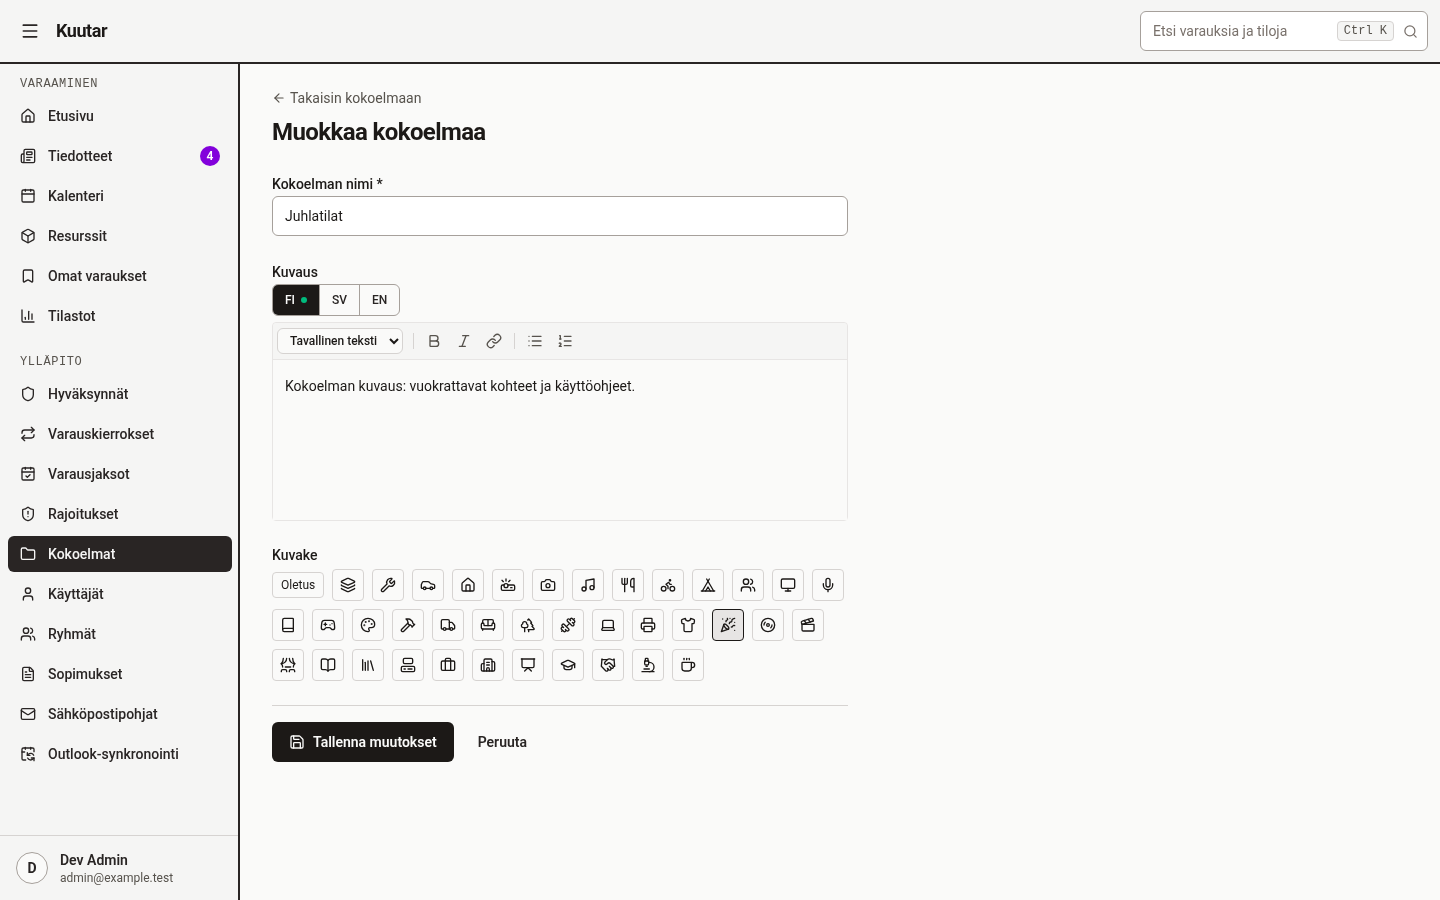 Kuutar
Etsi varauksia ja tiloja
Ctrl K
VARAAMINEN
Etusivu
Tiedotteet
4
Kalenteri
Resurssit
Omat varaukset
Tilastot
YLLÄPITO
Hyväksynnät
Varauskierrokset
Varausjaksot
Rajoitukset
Kokoelmat
Käyttäjät
Ryhmät
Sopimukset
Sähköpostipohjat
Outlook-synkronointi
D
Dev Admin
admin@example.test
Takaisin kokoelmaan
Muokkaa kokoelmaa
Kokoelman nimi *
Juhlatilat
Kuvaus
FI
SV
EN
Tavallinen teksti
Kokoelman kuvaus: vuokrattavat kohteet ja käyttöohjeet.
Kuvake
Oletus
Tallenna muutokset
Peruuta